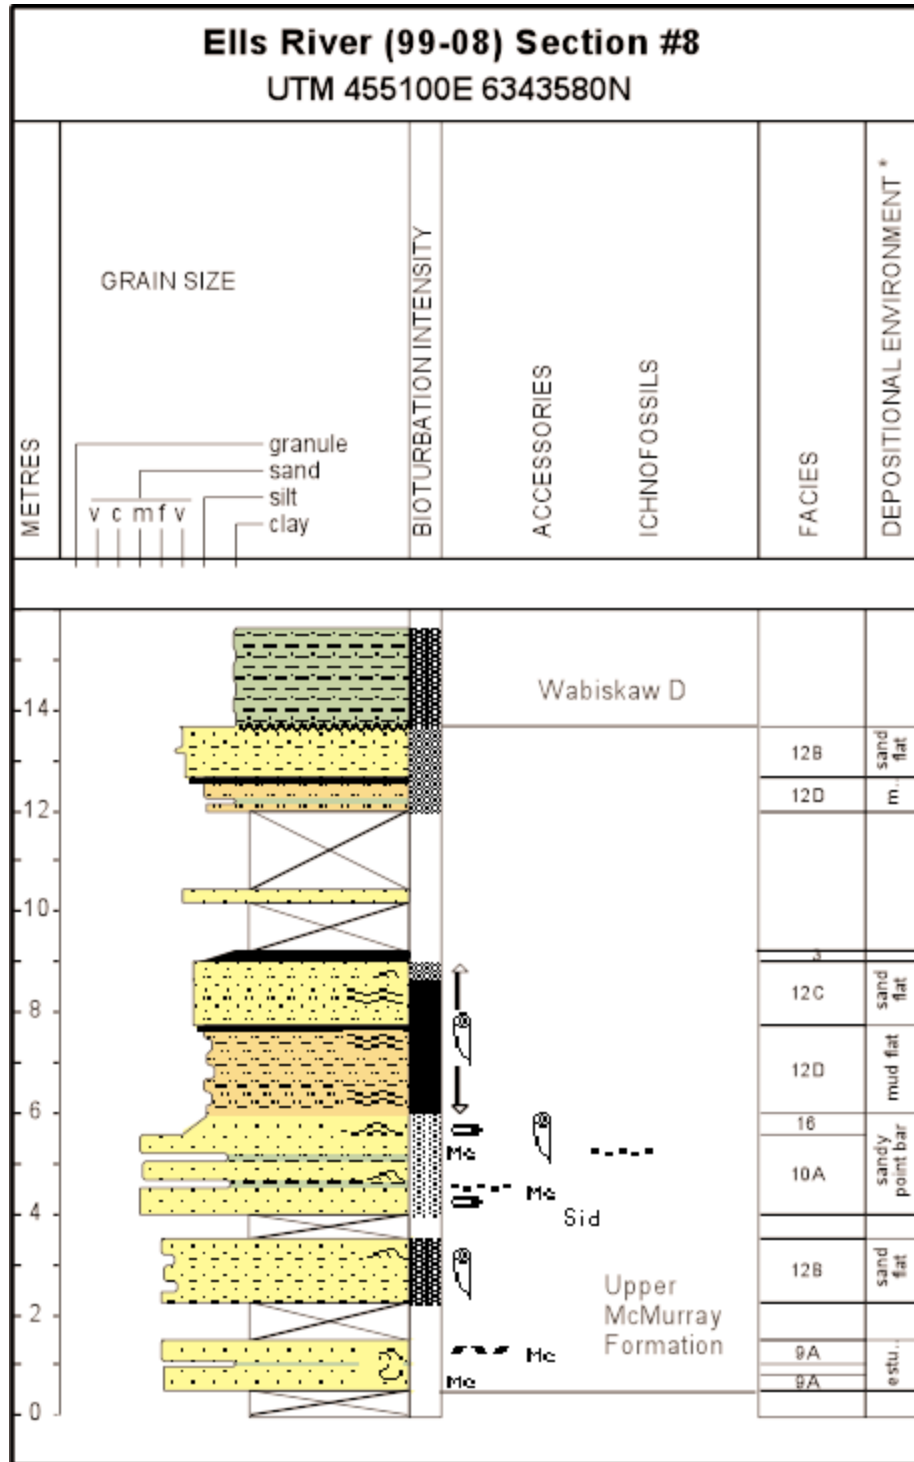 Ells River (99-08) Section #8
UTM 455100E 6343580N
METRES
GRAIN SIZE
granule
sand
silt
clay
v c m f v
BIOTURBATION INTENSITY
ACCESSORIES
ICHNOFOSSILS
FACIES
DEPOSITIONAL ENVIRONMENT *
Wabiskaw D
14
12B
sand flat
12D
m..
12
10
3
12C
sand flat
8
12D
mud flat
6
16
Mc
10A
sandy point bar
Mc
4
Sid
12B
sand flat
2
Upper
McMurray
Formation
Mc
9A
estu..
Mc
9A
0